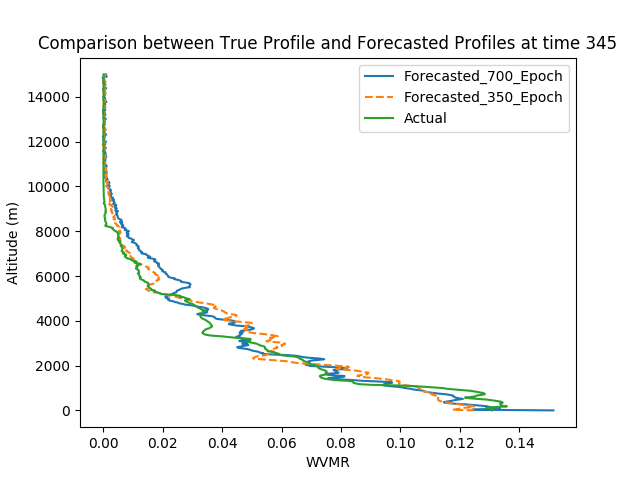 Comparison between True Profile and Forecasted Profiles at time 345
Forecasted_700_Epoch
Forecasted_350_Epoch
Actual
Altitude (m)
14000
12000
10000
8000
6000
4000
2000
0
0.00 0.02 0.04 0.06 0.08 0.10 0.12 0.14
WVMR